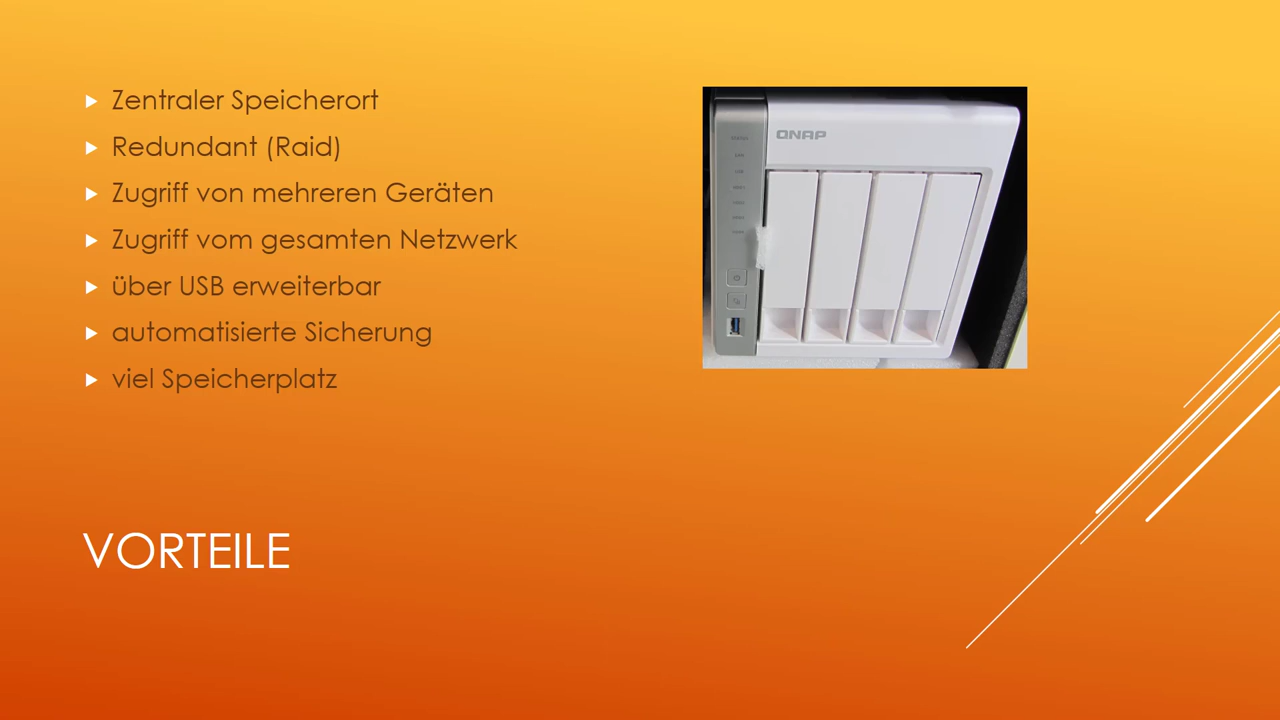 Zentraler Speicherort
Redundant (Raid)
Zugriff von mehreren Geräten
Zugriff vom gesamten Netzwerk
über USB erweiterbar
automatisierte Sicherung
viel Speicherplatz
QNAP
VORTEILE